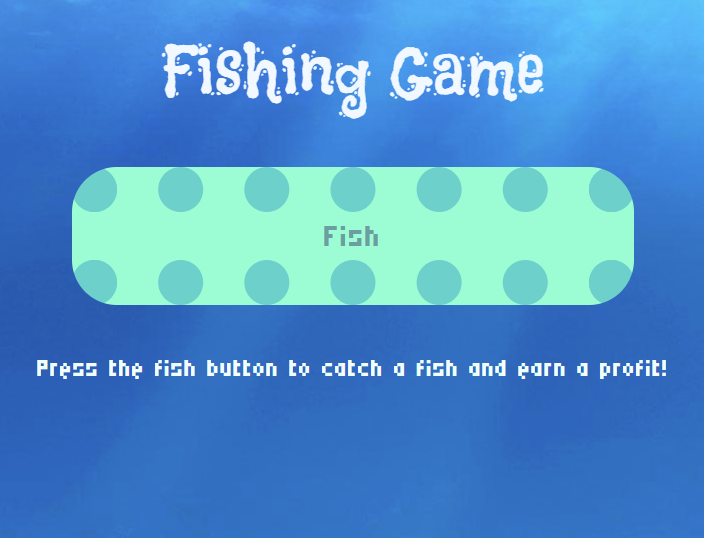 Fishing Game
Fish
Press the fish button to catch a fish and earn a profit!